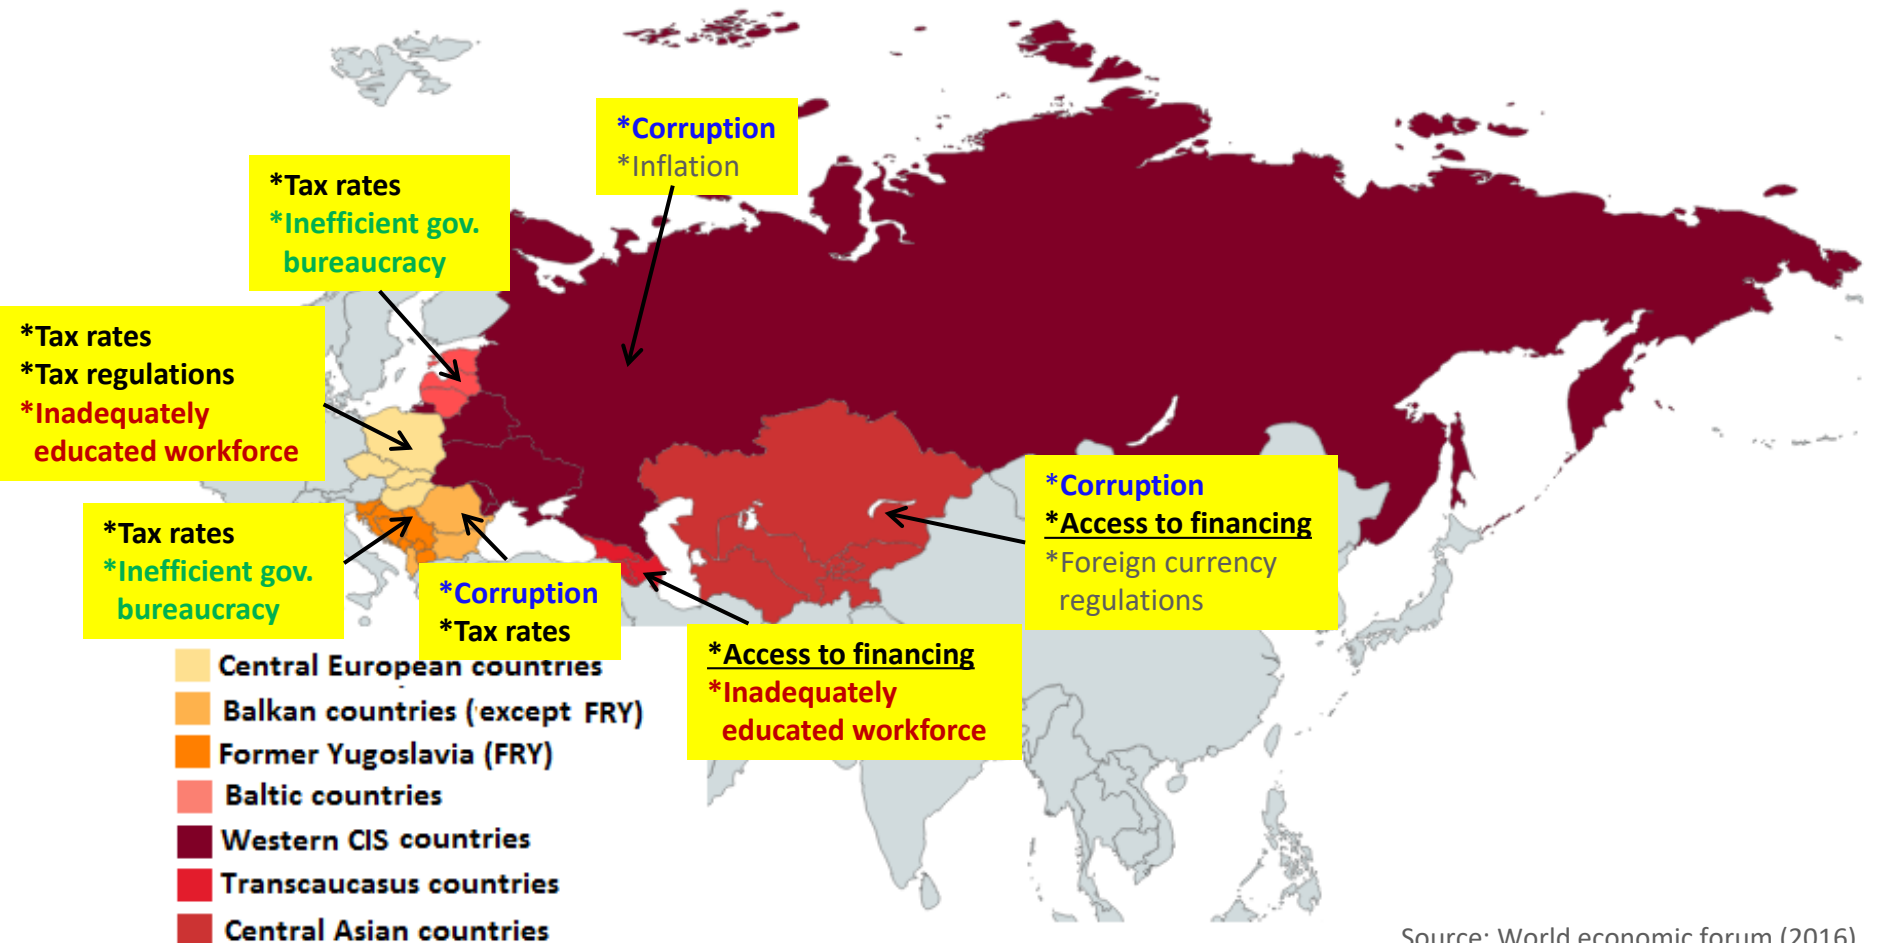 *Corruption
*Inflation
*Tax rates
*Inefficient gov.
bureaucracy
*Tax rates
*Tax regulations
*Inadequately
educated workforce
*Corruption
*Access to financing
*Foreign currency
regulations
*Tax rates
*Inefficient gov.
bureaucracy
*Corruption
*Tax rates
*Access to financing
*Inadequately
educated workforce
Central European countries
Balkan countries (except FRY)
Former Yugoslavia (FRY)
Baltic countries
Western CIS countries
Transcaucasus countries
Central Asian countries
Source: World economic forum (2016)